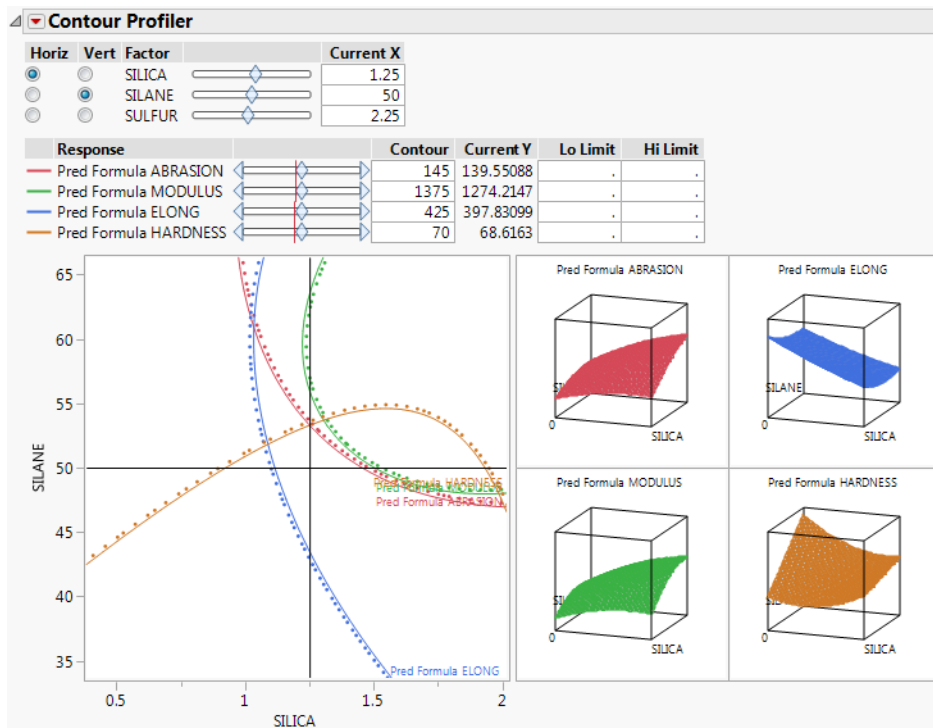 Contour Profiler
Horiz Vert Factor Current X
SILICA 1.25
SILANE 50
SULFUR 2.25
Response Contour Current Y Lo Limit Hi Limit
Pred Formula ABRASION 145 139.55088 . .
Pred Formula MODULUS 1375 1274.2147 . .
Pred Formula ELONG 425 397.83099 . .
Pred Formula HARDNESS 70 68.6163 . .
65
60
55
50
45
40
35
SILANE
Pred Formula HARDNESS
Pred Formula MODULUS
Pred Formula ABRASION
Pred Formula ELONG
0.5 1 1.5 2
SILICA
Pred Formula ABRASION
0
SILICA
Pred Formula ELONG
SILANE
0
SILICA
Pred Formula MODULUS
0
SILICA
Pred Formula HARDNESS
0
SILICA